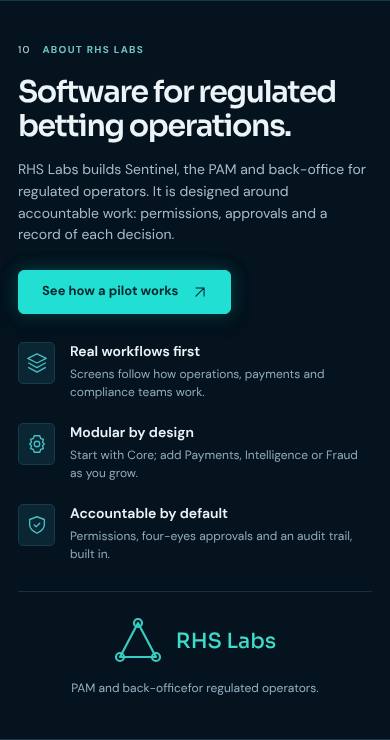 10 ABOUT RHS LABS
Software for regulated
betting operations.
RHS Labs builds Sentinel, the PAM and back-office for
regulated operators. It is designed around
accountable work: permissions, approvals and a
record of each decision.
See how a pilot works
Real workflows first
Screens follow how operations, payments and
compliance teams work.
Modular by design
Start with Core; add Payments, Intelligence or Fraud
as you grow.
Accountable by default
Permissions, four-eyes approvals and an audit trail,
built in.
RHS Labs
PAM and back-officefor regulated operators.